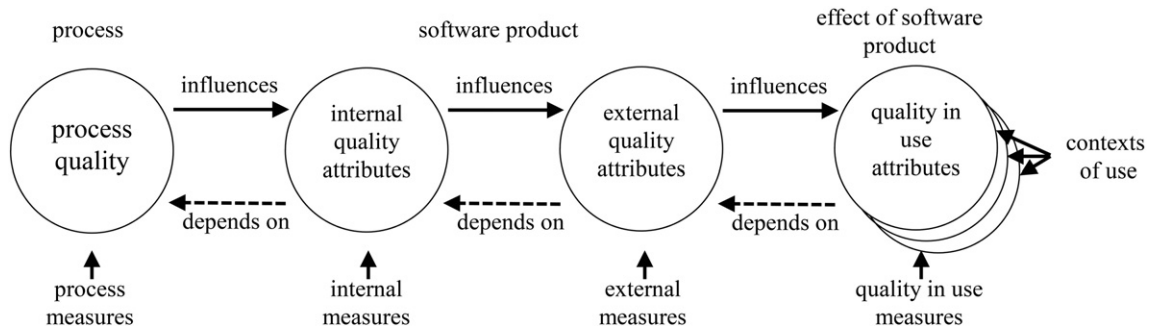 process
software product
effect of software
product
process
quality
influences
internal
quality
attributes
influences
external
quality
attributes
influences
quality in
use
attributes
contexts
of use
depends on
depends on
depends on
process
measures
internal
measures
external
measures
quality in use
measures